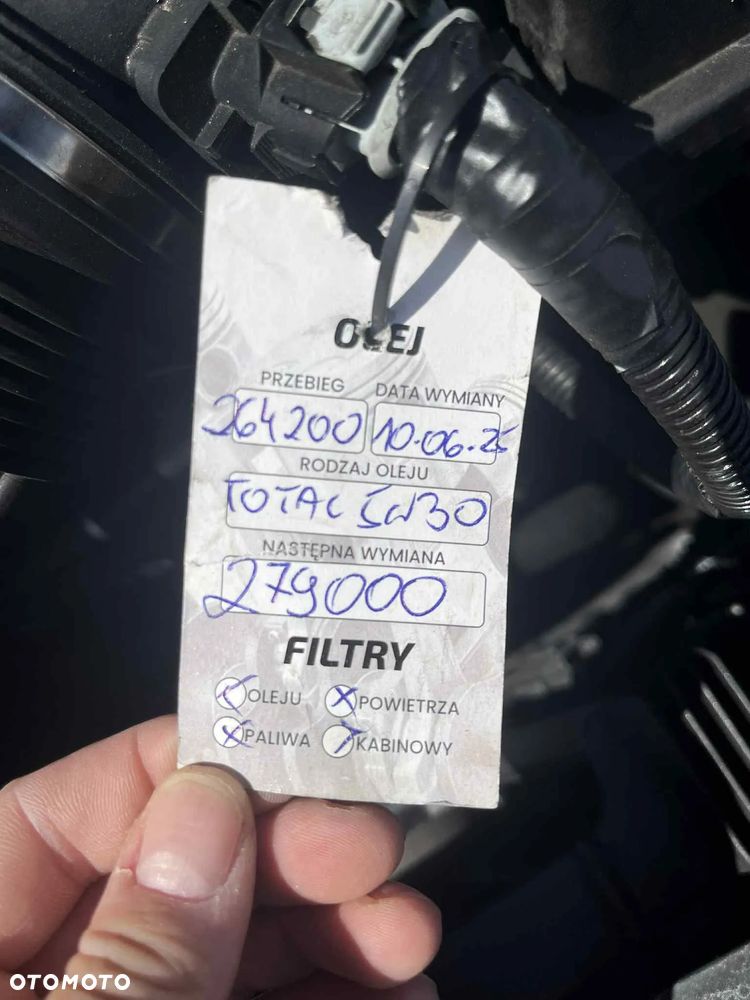 OLEJ
PRZEBIEG DATA WYMIANY
264200 10.06.25
RODZAJ OLEJU
TOTAL 5W30
NASTĘPNA WYMIANA
279000
FILTRY
OLEJU POWIETRZA
PALIWA KABINOWY
OTOMOTO